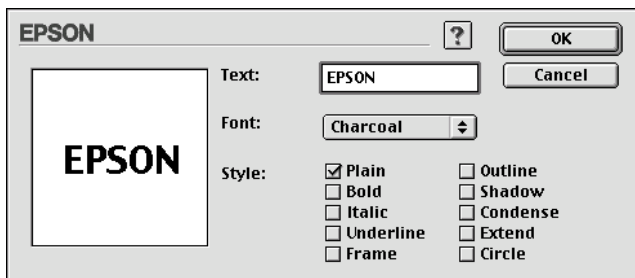 EPSON
? OK
Text: EPSON Cancel
Font: Charcoal
EPSON
Style: Plain Outline
Bold Shadow
Italic Condense
Underline Extend
Frame Circle